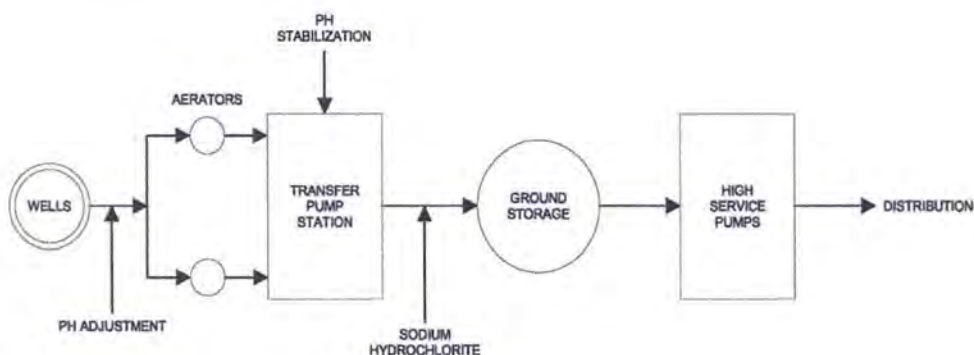 PH
STABILIZATION
AERATORS
WELLS
TRANSFER
PUMP
STATION
GROUND
STORAGE
HIGH
SERVICE
PUMPS
DISTRIBUTION
PH ADJUSTMENT
SODIUM
HYDROCHLORITE